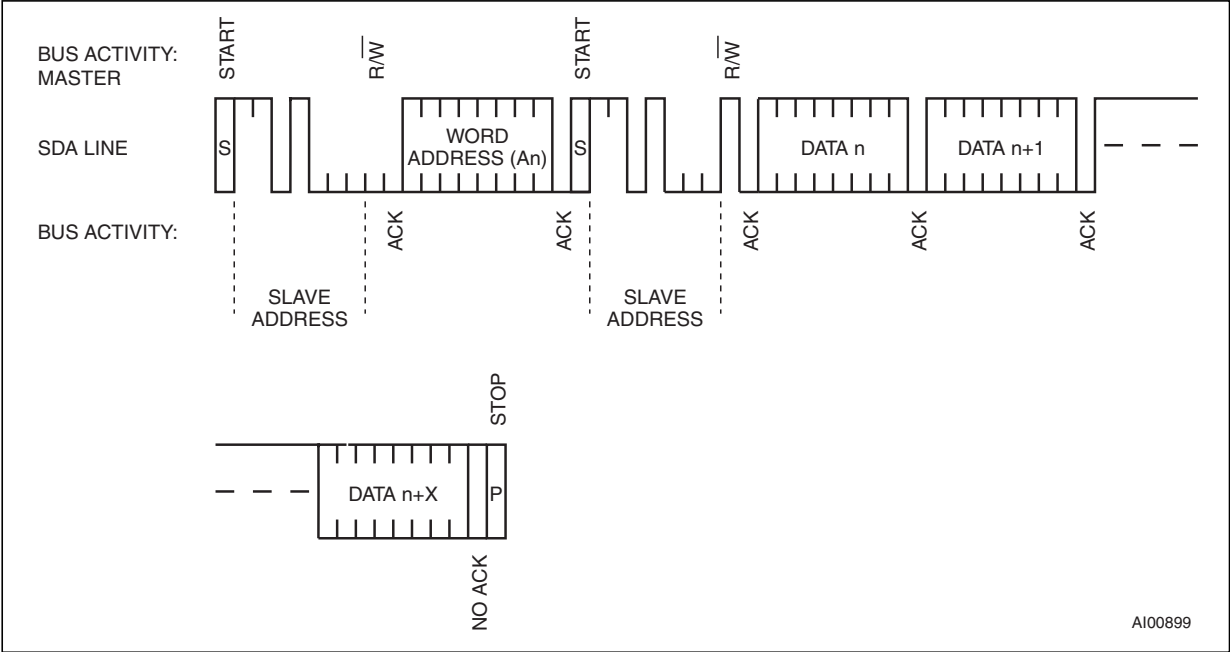 BUS ACTIVITY:
MASTER
START
R/W
START
R/W
SDA LINE
S
WORD
ADDRESS (An)
S
DATA n
DATA n+1
BUS ACTIVITY:
ACK
ACK
ACK
ACK
ACK
SLAVE
ADDRESS
SLAVE
ADDRESS
STOP
DATA n+X
P
NO ACK
AI00899